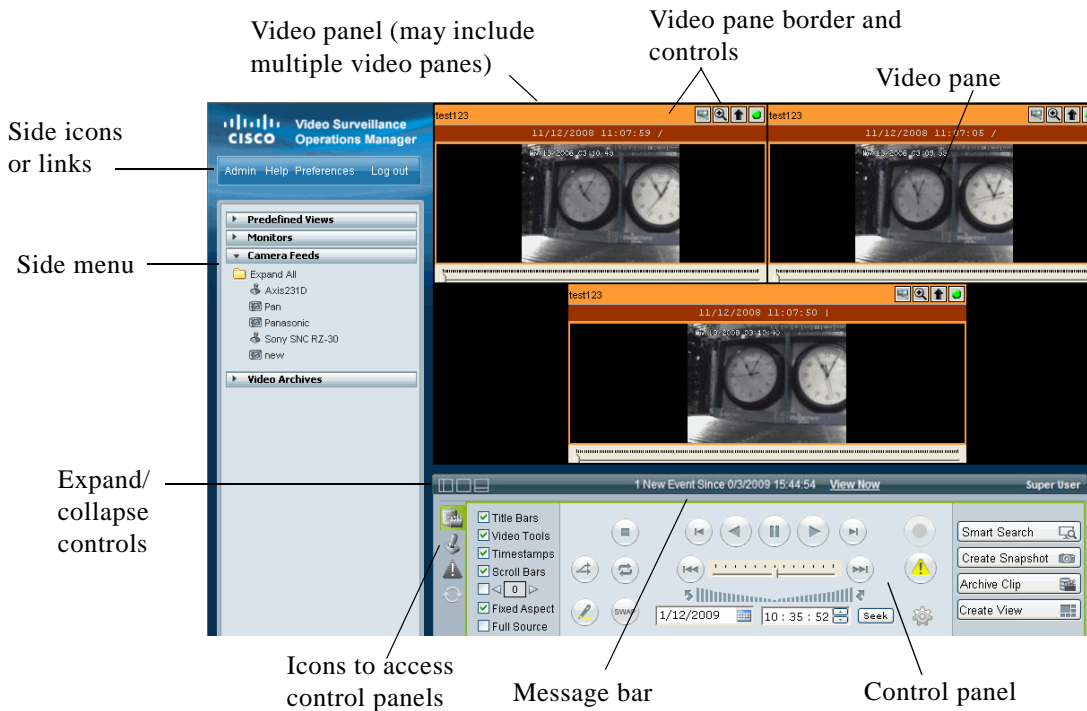 Video panel (may include
multiple video panes)
Video pane border and
controls
Video pane
Side icons
or links
Side menu
Expand/
collapse
controls
Icons to access
control panels
Message bar
Control panel
CISCO
Video Surveillance
Operations Manager
Admin Help Preferences Log out
Predefined Views
Monitors
Camera Feeds
Expand All
Axis231D
Pan
Panasonic
Sony SNC RZ-30
new
Video Archives
test123
11/12/2008 11:07:59 /
Nov 13/2008 03:10:49
test123
11/12/2008 11:07:05 /
test123
11/12/2008 11:07:50 |
1 New Event Since 0/3/2009 15:44:54 View Now
Super User
Title Bars
Video Tools
Timestamps
Scroll Bars
0
Fixed Aspect
Full Source
SWAP
1/12/2009
10 : 35 : 52
Seek
Smart Search
Create Snapshot
Archive Clip
Create View